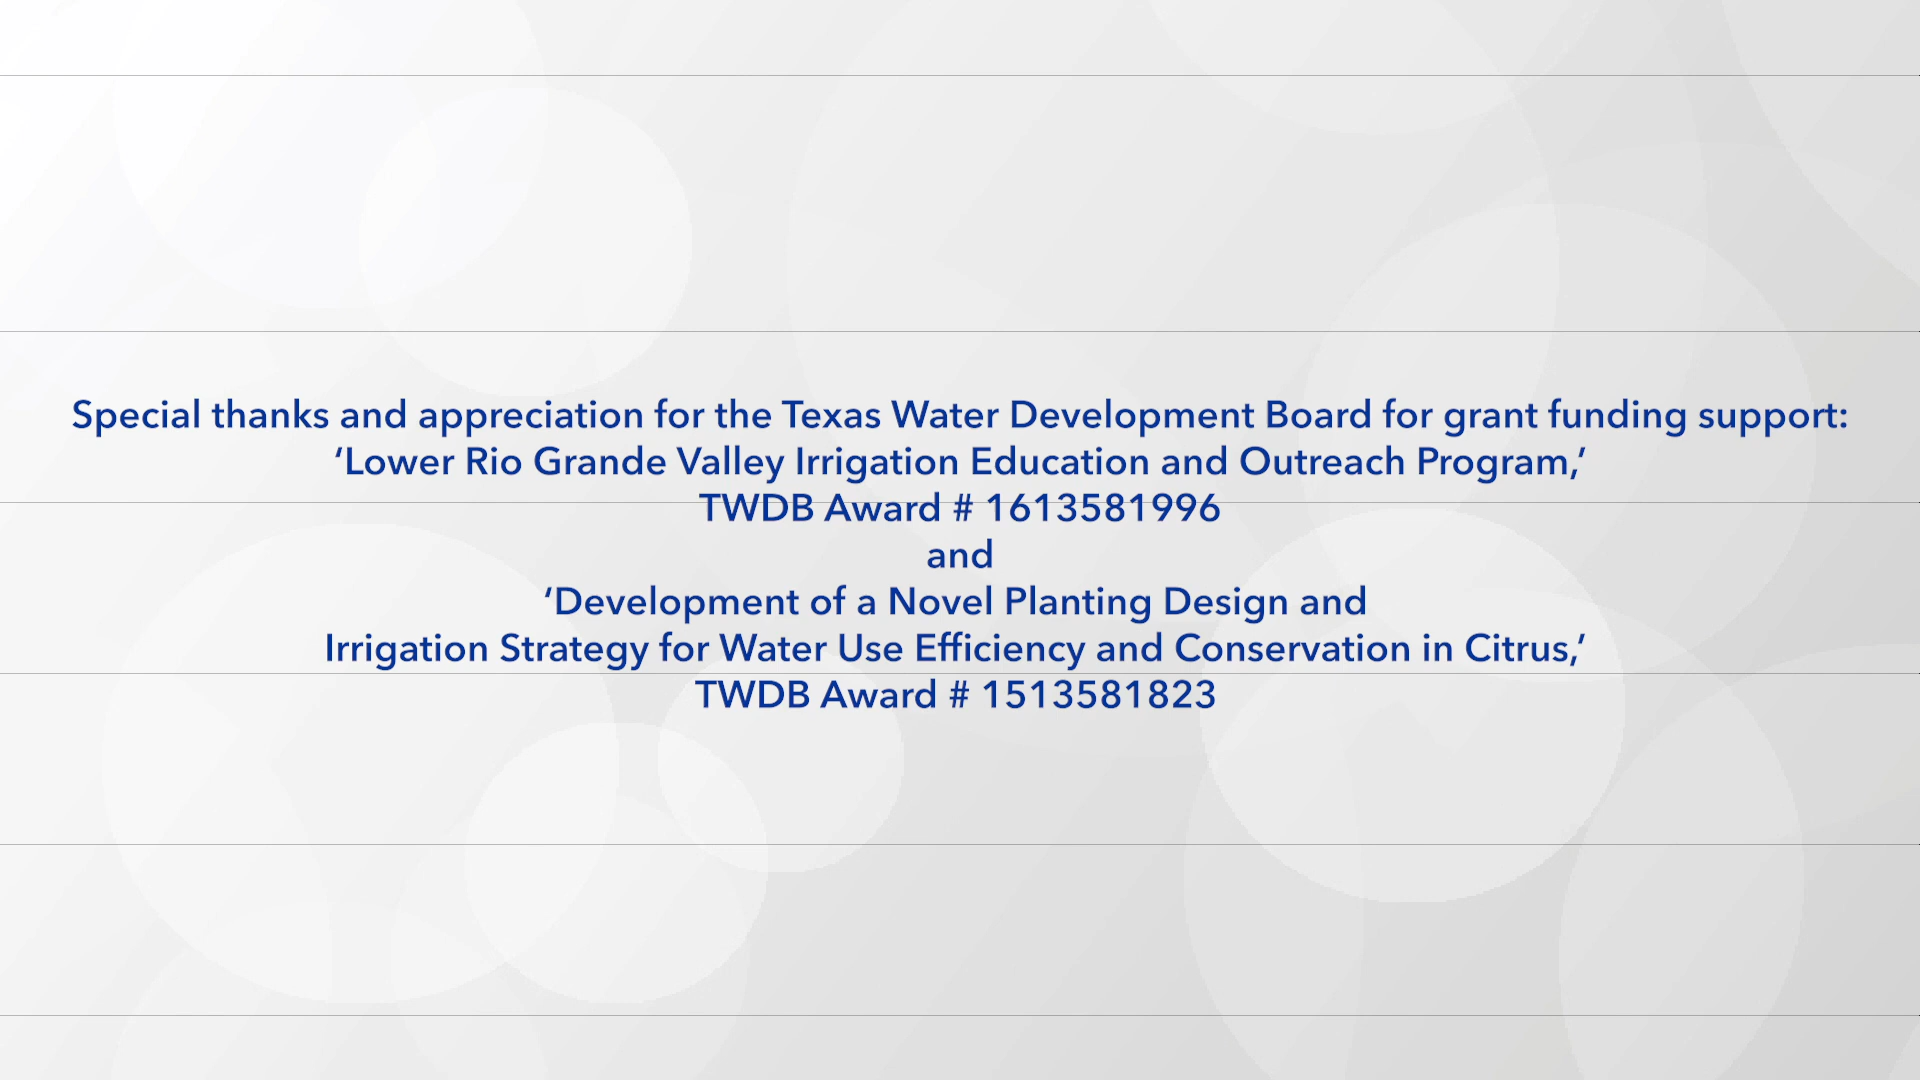 Special thanks and appreciation for the Texas Water Development Board for grant funding support:
‘Lower Rio Grande Valley Irrigation Education and Outreach Program,’
TWDB Award # 1613581996
and
‘Development of a Novel Planting Design and
Irrigation Strategy for Water Use Efficiency and Conservation in Citrus,’
TWDB Award # 1513581823